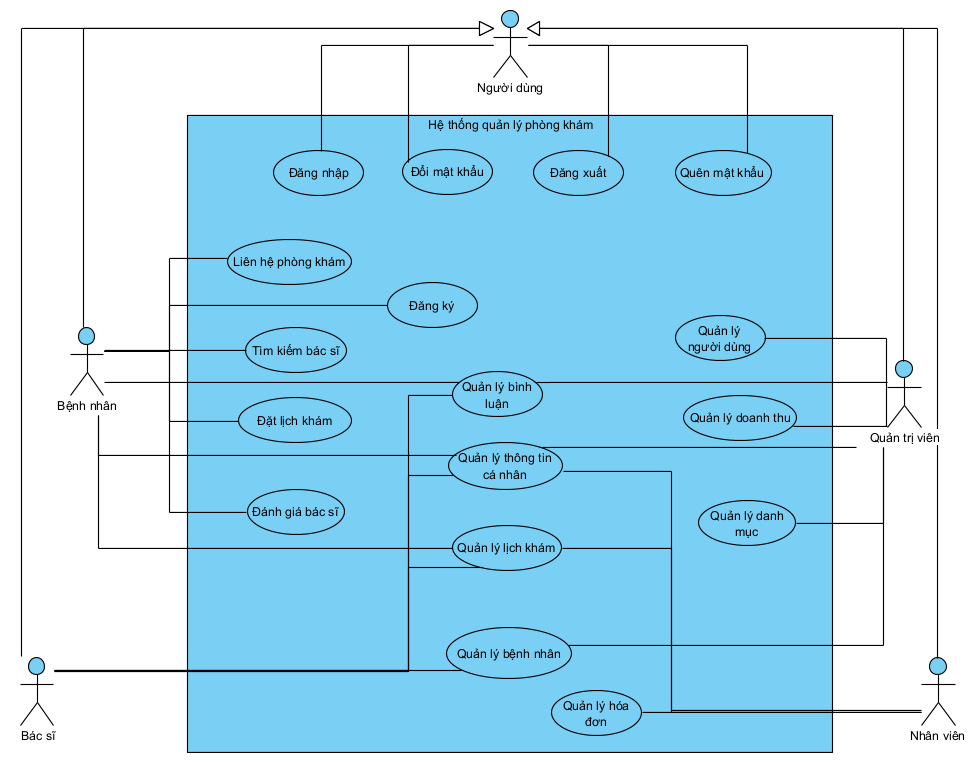 Người dùng
Hệ thống quản lý phòng khám
Đăng nhập
Đổi mật khẩu
Đăng xuất
Quên mật khẩu
Liên hệ phòng khám
Đăng ký
Tìm kiếm bác sĩ
Quản lý
người dùng
Bệnh nhân
Quản lý bình
luận
Đặt lịch khám
Quản lý doanh thu
Quản trị viên
Quản lý thông tin
cá nhân
Đánh giá bác sĩ
Quản lý danh
mục
Quản lý lịch khám
Quản lý bệnh nhân
Quản lý hóa
đơn
Bác sĩ
Nhân viên